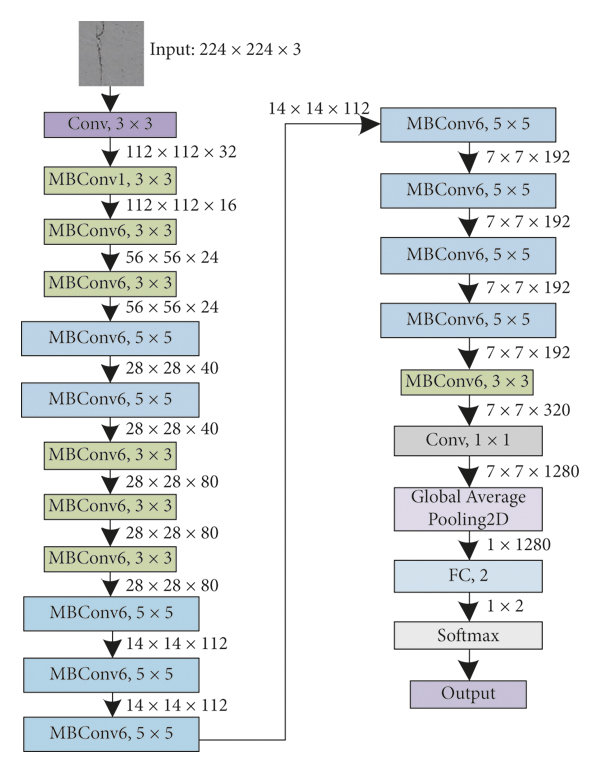 Input: 224 × 224 × 3
Conv, 3 × 3
112 × 112 × 32
MBConv1, 3 × 3
112 × 112 × 16
MBConv6, 3 × 3
56 × 56 × 24
MBConv6, 3 × 3
56 × 56 × 24
MBConv6, 5 × 5
28 × 28 × 40
MBConv6, 5 × 5
28 × 28 × 40
MBConv6, 3 × 3
28 × 28 × 80
MBConv6, 3 × 3
28 × 28 × 80
MBConv6, 3 × 3
28 × 28 × 80
MBConv6, 5 × 5
14 × 14 × 112
MBConv6, 5 × 5
14 × 14 × 112
MBConv6, 5 × 5
14 × 14 × 112
MBConv6, 5 × 5
7 × 7 × 192
MBConv6, 5 × 5
7 × 7 × 192
MBConv6, 5 × 5
7 × 7 × 192
MBConv6, 5 × 5
7 × 7 × 192
MBConv6, 3 × 3
7 × 7 × 320
Conv, 1 × 1
7 × 7 × 1280
Global Average
Pooling2D
1 × 1280
FC, 2
1 × 2
Softmax
Output